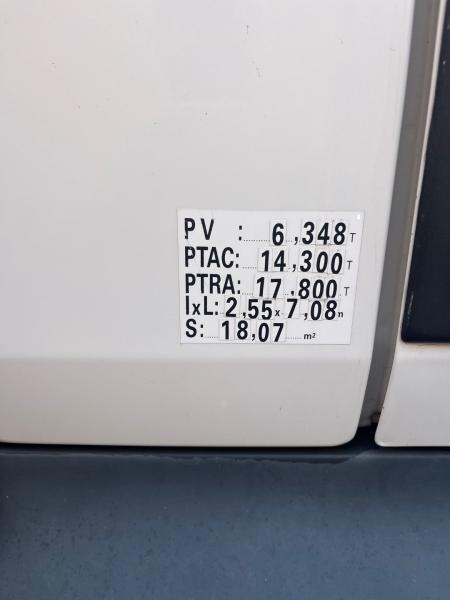 PV : 6,348 T
PTAC: 14,300 T
PTRA: 17,800 T
IxL: 2,55 x 7,08 m
S: 18,07 m²